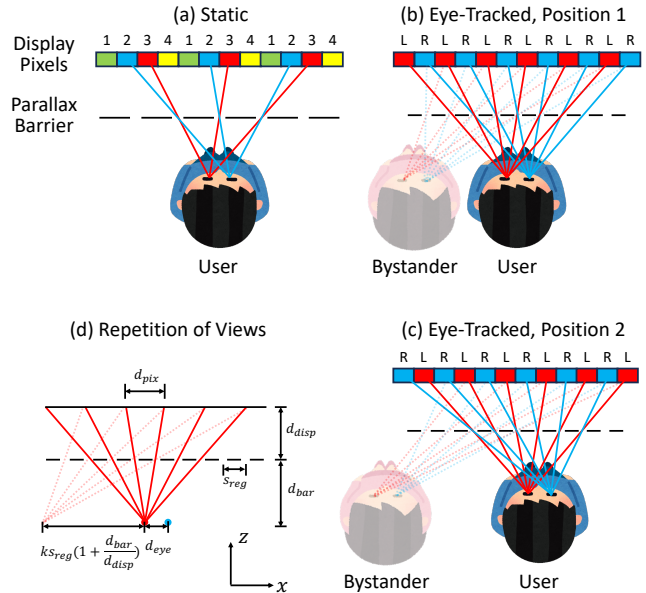 (a) Static
Display
Pixels
1 2 3 4 1 2 3 4 1 2 3 4
Parallax
Barrier
User
(b) Eye-Tracked, Position 1
L R L R L R L R L R L R
Bystander
User
(d) Repetition of Views
d_pix
d_disp
s_reg
d_bar
ks_reg(1 + d_bar/d_disp)
d_eye
z
x
(c) Eye-Tracked, Position 2
R L R L R L R L R L R L
Bystander
User